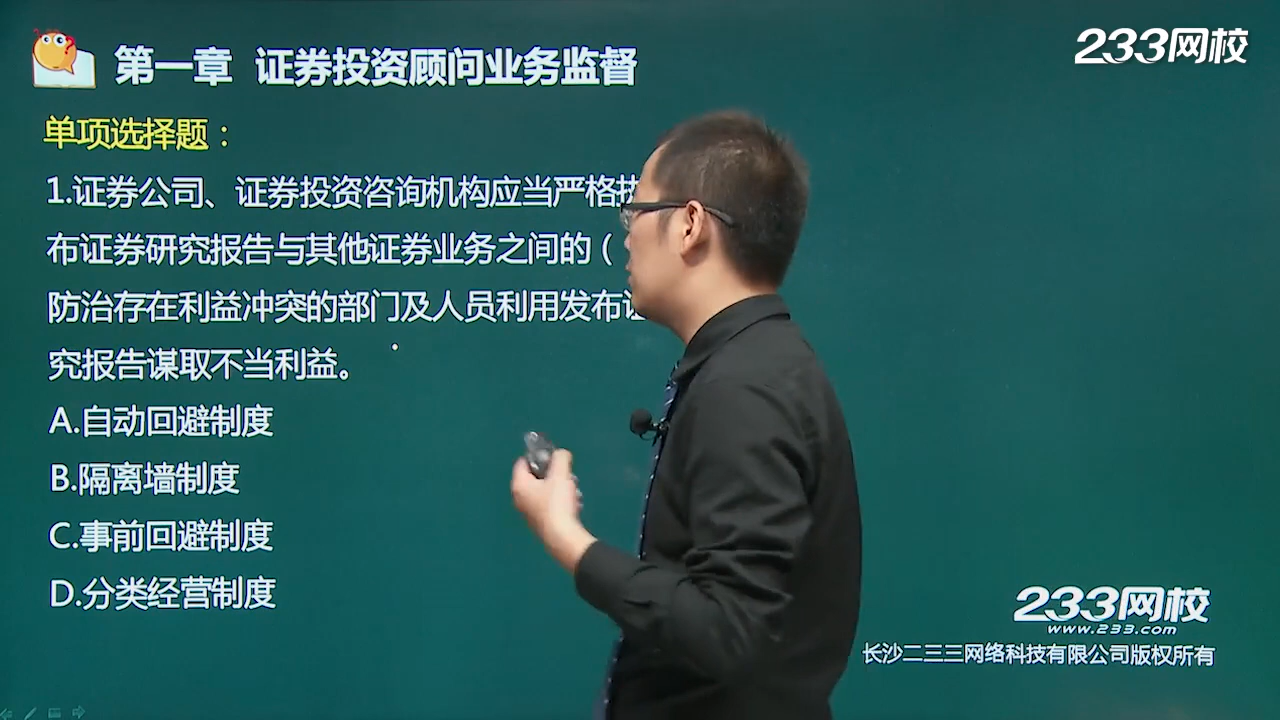 第一章 证券投资顾问业务监督
233网校
单项选择题：
1.证券公司、证券投资咨询机构应当严格执
布证券研究报告与其他证券业务之间的（
防治存在利益冲突的部门及人员利用发布证
究报告谋取不当利益。
A.自动回避制度
B.隔离墙制度
C.事前回避制度
D.分类经营制度
233网校
www.233.com
长沙二三三网络科技有限公司版权所有